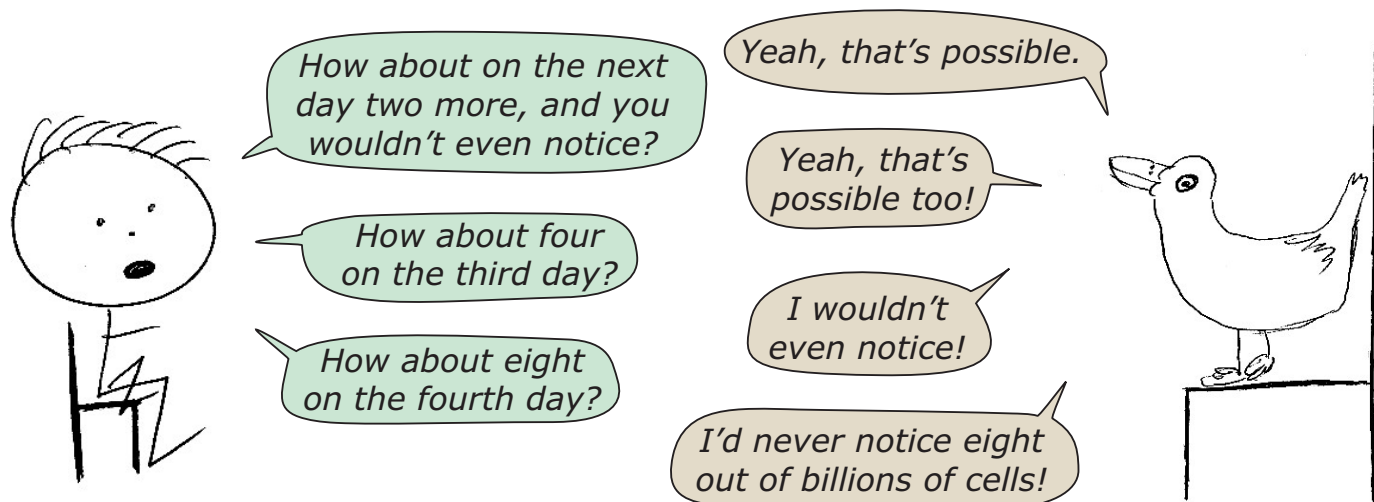 Yeah, that’s possible.
How about on the next
day two more, and you
wouldn’t even notice?
Yeah, that’s
possible too!
How about four
on the third day?
I wouldn’t
even notice!
How about eight
on the fourth day?
I’d never notice eight
out of billions of cells!